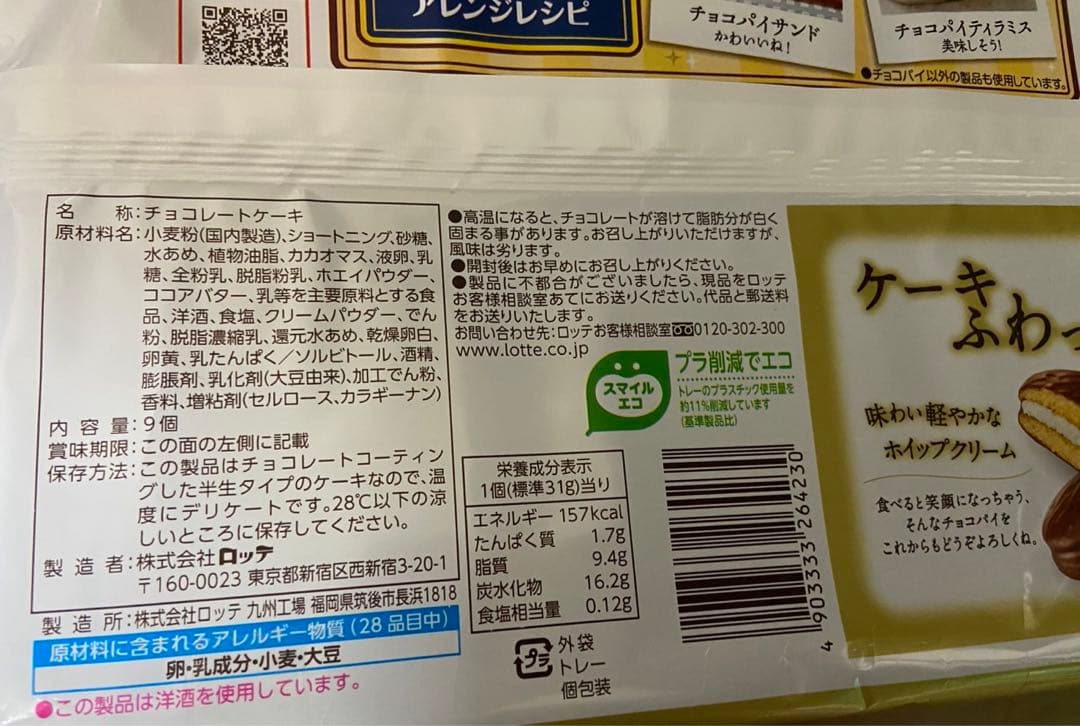 アレンジレシピ
チョコパイサンド
かわいいね!
チョコパイティラミス
美味しそう!
●チョコパイ以外の製品も使用しています。
名 称:チョコレートケーキ
原材料名:小麦粉(国内製造)、ショートニング、砂糖、
水あめ、植物油脂、カカオマス、液卵、乳
糖、全粉乳、脱脂粉乳、ホエイパウダー、
ココアバター、乳等を主要原料とする食
品、洋酒、食塩、クリームパウダー、でん
粉、脱脂濃縮乳、還元水あめ、乾燥卵白、
卵黄、乳たんぱく/ソルビトール、酒精、
膨脹剤、乳化剤(大豆由来)、加工でん粉、
香料、増粘剤(セルロース、カラギーナン)
内容量:9個
賞味期限:この面の左側に記載
保存方法:この製品はチョコレートコーティン
グした半生タイプのケーキなので、温
度にデリケートです。28℃以下の涼
しいところに保存してください。
製造者:株式会社ロッテ
〒160-0023 東京都新宿区西新宿3-20-1
製造所:株式会社ロッテ 九州工場 福岡県筑後市長浜1818
原材料に含まれるアレルギー物質(28品目中)
卵・乳成分・小麦・大豆
●この製品は洋酒を使用しています。
●高温になると、チョコレートが溶けて脂肪分が白く
固まる事があります。お召し上がりいただけますが、
風味は劣ります。
●開封後はお早めにお召し上がりください。
●製品に不都合がございましたら、現品をロッテ
お客様相談室あてにお送りください。代品と郵送料
をお送りいたします。
お問い合わせ先:ロッテお客様相談室 0120-302-300
www.lotte.co.jp
スマイル
エコ
プラ削減でエコ
トレーのプラスチック使用量を
約11%削減しています
(基準製品比)
栄養成分表示
1個(標準31g)当り
エネルギー 157kcal
たんぱく質 1.7g
脂質 9.4g
炭水化物 16.2g
食塩相当量 0.12g
プラ
外袋
トレー
個包装
4 903333 264230
ケーキ
ふわっ
味わい軽やかな
ホイップクリーム
食べると笑顔になっちゃう、
そんなチョコパイを
これからもどうぞよろしくね。